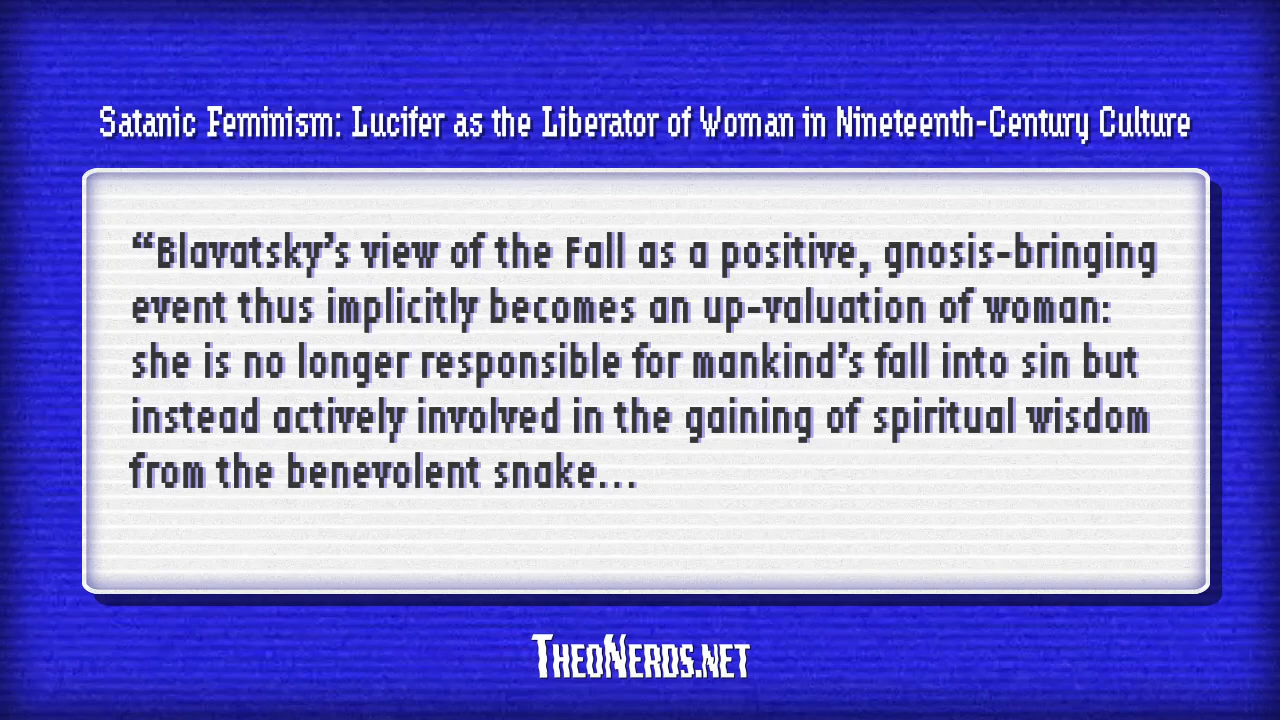 Satanic Feminism: Lucifer as the Liberator of Woman in Nineteenth-Century Culture
“Blavatsky’s view of the Fall as a positive, gnosis-bringing
event thus implicitly becomes an up-valuation of woman:
she is no longer responsible for mankind’s fall into sin but
instead actively involved in the gaining of spiritual wisdom
from the benevolent snake...
TheoNerds.net